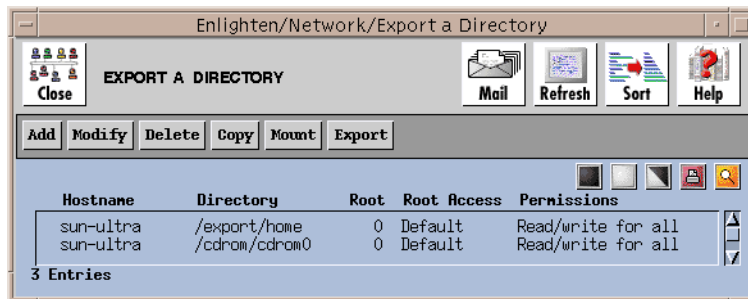 Enlighten/Network/Export a Directory
Close
EXPORT A DIRECTORY
Mail
Refresh
Sort
Help
Add Modify Delete Copy Mount Export
Hostname Directory Root Root Access Permissions
sun-ultra /export/home 0 Default Read/write for all
sun-ultra /cdrom/cdrom0 0 Default Read/write for all
3 Entries